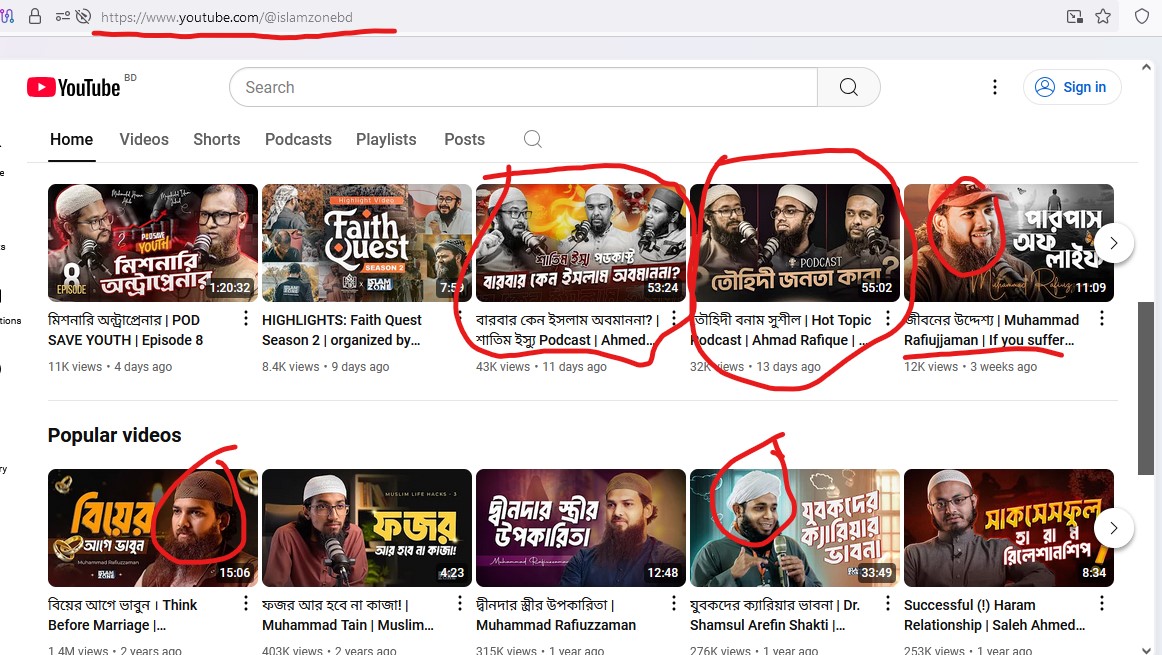 https://www.youtube.com/@islamzonebd
YouTube BD
Search
Sign in
Home Videos Shorts Podcasts Playlists Posts
POD SAVE
YOUTH
মিশনারি
অন্ট্রাপ্রেনার
8
EPISODE
1:20:32
Highlight Video
Faith
Quest
SEASON 2
শাতিম ইস্যু পডকাস্ট
বারবার কেন ইসলাম অবমাননা?
53:24
PODCAST
তৌহিদী জনতা কারা?
55:02
পারপাস
অফ
লাইফ
11:09
মিশনারি অন্ট্রাপ্রেনার | POD
SAVE YOUTH | Episode 8
11K views • 4 days ago
HIGHLIGHTS: Faith Quest
Season 2 | organized by...
8.4K views • 9 days ago
বারবার কেন ইসলাম অবমাননা? |
শাতিম ইস্যু Podcast | Ahmed...
43K views • 11 days ago
তৌহিদী বনাম সুশীল | Hot Topic
Podcast | Ahmad Rafique | ...
32K views • 13 days ago
জীবনের উদ্দেশ্য | Muhammad
Rafiujjaman | If you suffer...
12K views • 3 weeks ago
Popular videos
বিয়ের
আগে ভাবুন
Muhammad Rafiuzzaman
ISLAM
ZONE
15:06
MUSLIM LIFE HACKS - 3
ফজর
আর হবে না কাজা!
4:23
দ্বীনদার স্ত্রীর
উপকারিতা
Muhammad Rafiuzzaman
12:48
যুবকদের
ক্যারিয়ার
ভাবনা
33:49
সাকসেসফুল
হারাম
রিলেশানশিপ
8:34
বিয়ের আগে ভাবুন । Think
Before Marriage |...
1.4M views • 2 years ago
ফজর আর হবে না কাজা! |
Muhammad Tain | Muslim...
403K views • 2 years ago
দ্বীনদার স্ত্রীর উপকারিতা |
Muhammad Rafiuzzaman
315K views • 1 year ago
যুবকদের ক্যারিয়ার ভাবনা | Dr.
Shamsul Arefin Shakti |...
276K views • 1 year ago
Successful (!) Haram
Relationship | Saleh Ahmed...
253K views • 1 year ago